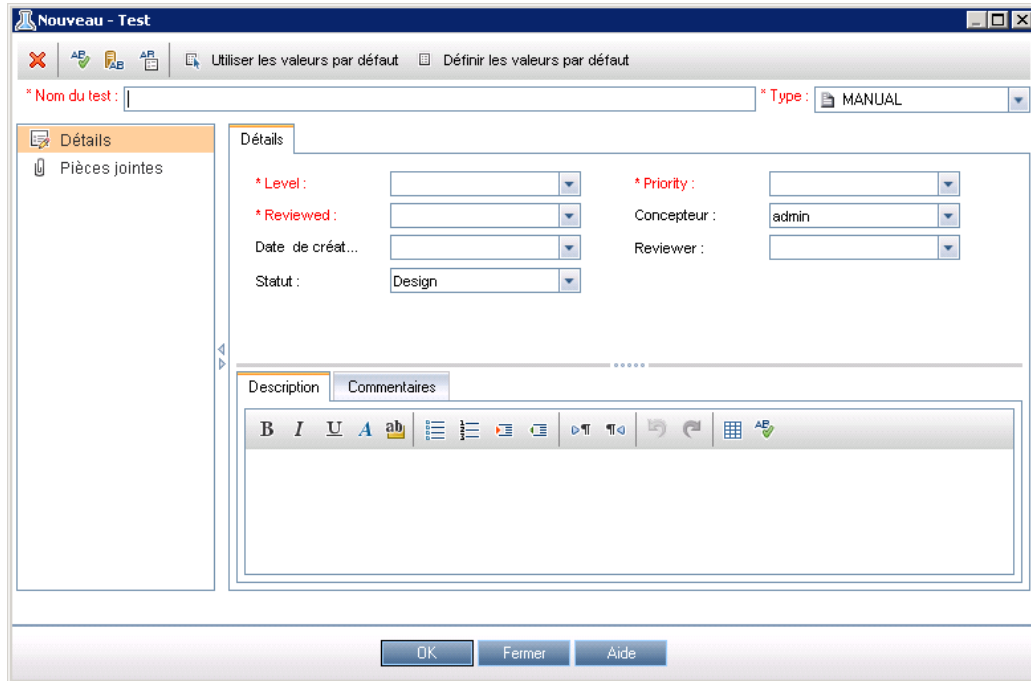 Nouveau - Test
Utiliser les valeurs par défaut Définir les valeurs par défaut
* Nom du test : * Type : MANUAL
Détails
Pièces jointes
Détails
* Level : * Priority :
* Reviewed : Concepteur : admin
Date de créat... Reviewer :
Statut : Design
Description Commentaires
B I U A ab
OK Fermer Aide